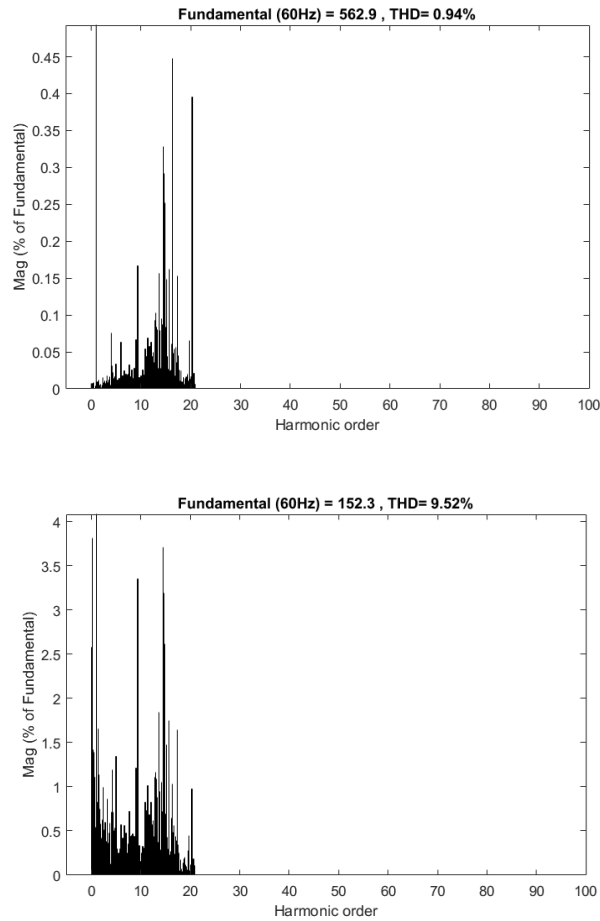 Fundamental (60Hz) = 562.9 , THD= 0.94%
0.45
0.4
0.35
0.3
0.25
0.2
0.15
0.1
0.05
0
Mag (% of Fundamental)
0 10 20 30 40 50 60 70 80 90 100
Harmonic order
Fundamental (60Hz) = 152.3 , THD= 9.52%
4
3.5
3
2.5
2
1.5
1
0.5
0
Mag (% of Fundamental)
0 10 20 30 40 50 60 70 80 90 100
Harmonic order